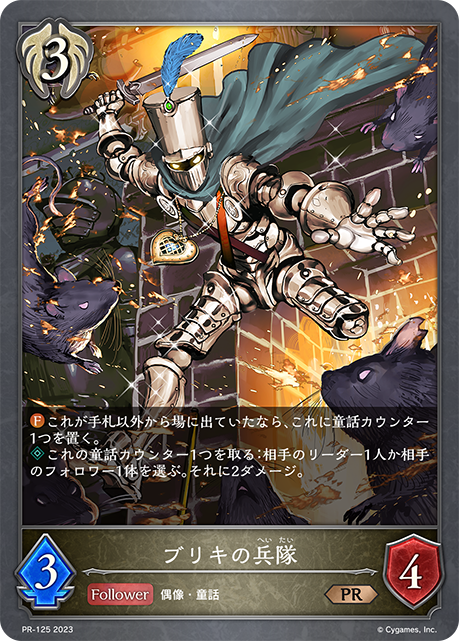 3
F これが手札以外から場に出ていたなら、これに童話カウンター
1つを置く。
これの童話カウンター1つを取る：相手のリーダー1人か相手
のフォロワー1体を選ぶ。それに2ダメージ。
へい たい
ブリキの兵隊
3
Follower 偶像・童話
PR
4
PR-125 2023
© Cygames, Inc.